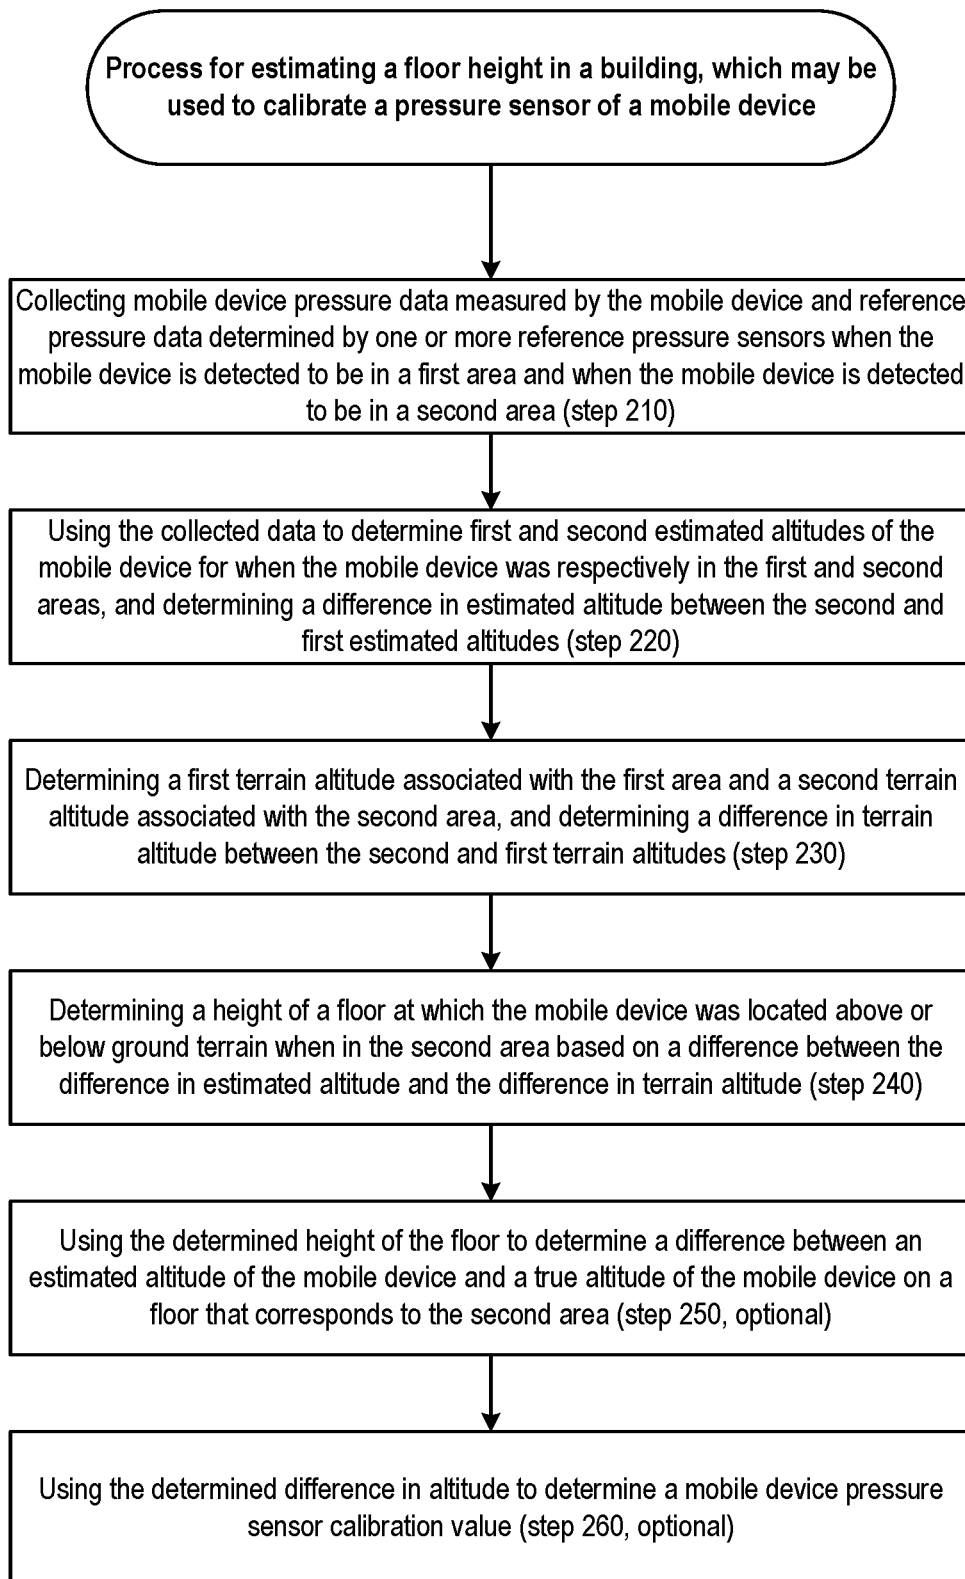 Process for estimating a floor height in a building, which may be
used to calibrate a pressure sensor of a mobile device
Collecting mobile device pressure data measured by the mobile device and reference
pressure data determined by one or more reference pressure sensors when the
mobile device is detected to be in a first area and when the mobile device is detected
to be in a second area (step 210)
Using the collected data to determine first and second estimated altitudes of the
mobile device for when the mobile device was respectively in the first and second
areas, and determining a difference in estimated altitude between the second and
first estimated altitudes (step 220)
Determining a first terrain altitude associated with the first area and a second terrain
altitude associated with the second area, and determining a difference in terrain
altitude between the second and first terrain altitudes (step 230)
Determining a height of a floor at which the mobile device was located above or
below ground terrain when in the second area based on a difference between the
difference in estimated altitude and the difference in terrain altitude (step 240)
Using the determined height of the floor to determine a difference between an
estimated altitude of the mobile device and a true altitude of the mobile device on a
floor that corresponds to the second area (step 250, optional)
Using the determined difference in altitude to determine a mobile device pressure
sensor calibration value (step 260, optional)